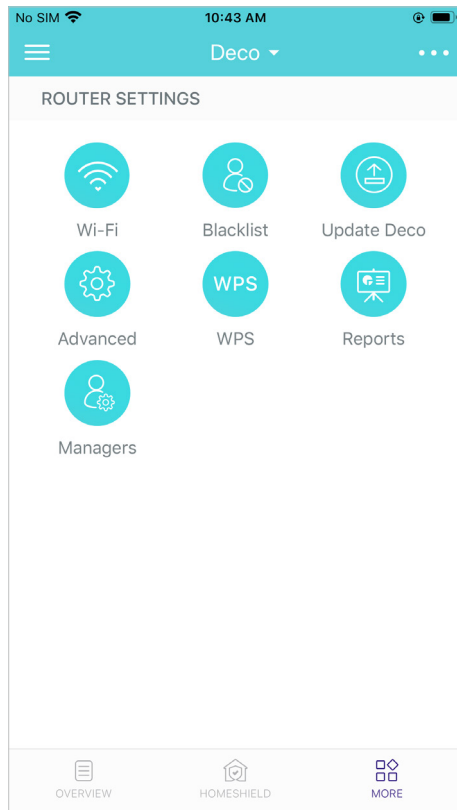 No SIM 10:43 AM
Deco
ROUTER SETTINGS
Wi-Fi Blacklist Update Deco
WPS
Advanced WPS Reports
Managers
OVERVIEW HOMESHIELD MORE